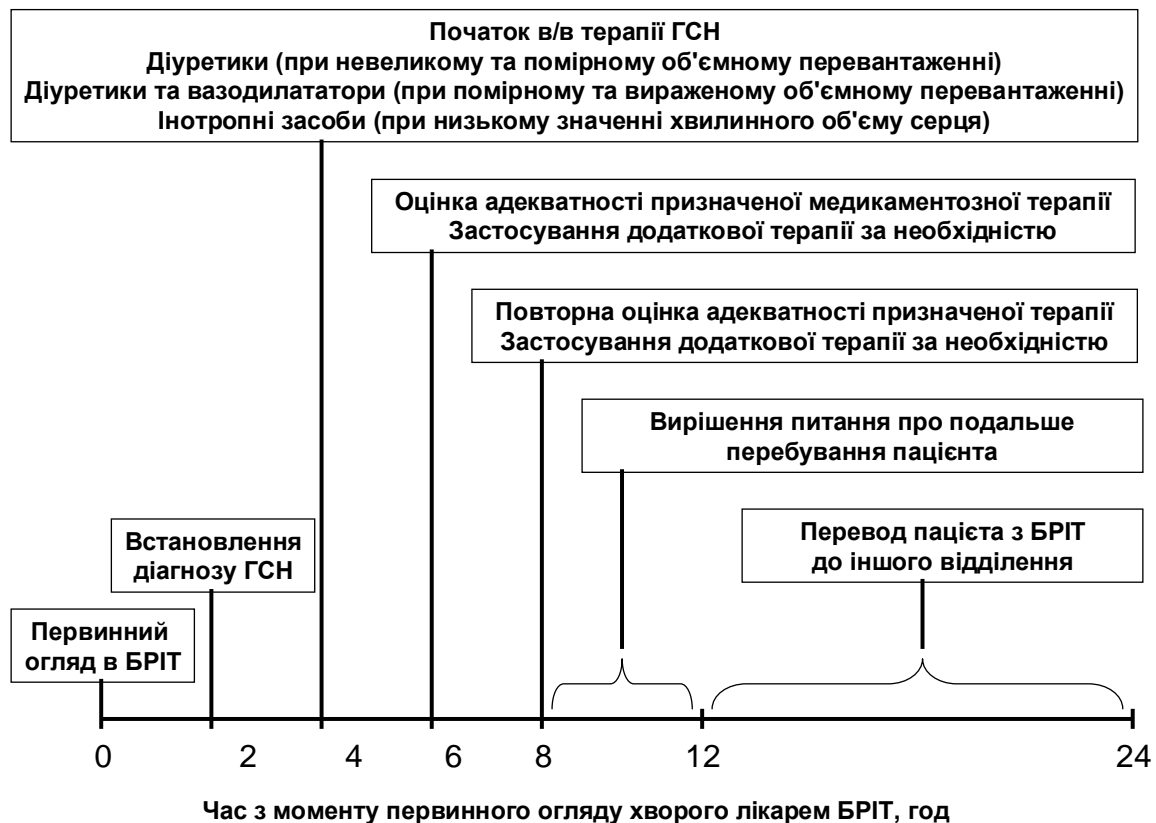 Початок в/в терапії ГСН
Діуретики (при невеликому та помірному об'ємному перевантаженні)
Діуретики та вазодилататори (при помірному та вираженому об'ємному перевантаженні)
Інотропні засоби (при низькому значенні хвилинного об'єму серця)
Оцінка адекватності призначеної медикаментозної терапії
Застосування додаткової терапії за необхідністю
Повторна оцінка адекватності призначеної терапії
Застосування додаткової терапії за необхідністю
Вирішення питання про подальше
перебування пацієнта
Встановлення
діагнозу ГСН
Перевод пацієта з БРІТ
до іншого відділення
Первинний
огляд в БРІТ
0 2 4 6 8 12 24
Час з моменту первинного огляду хворого лікарем БРІТ, год